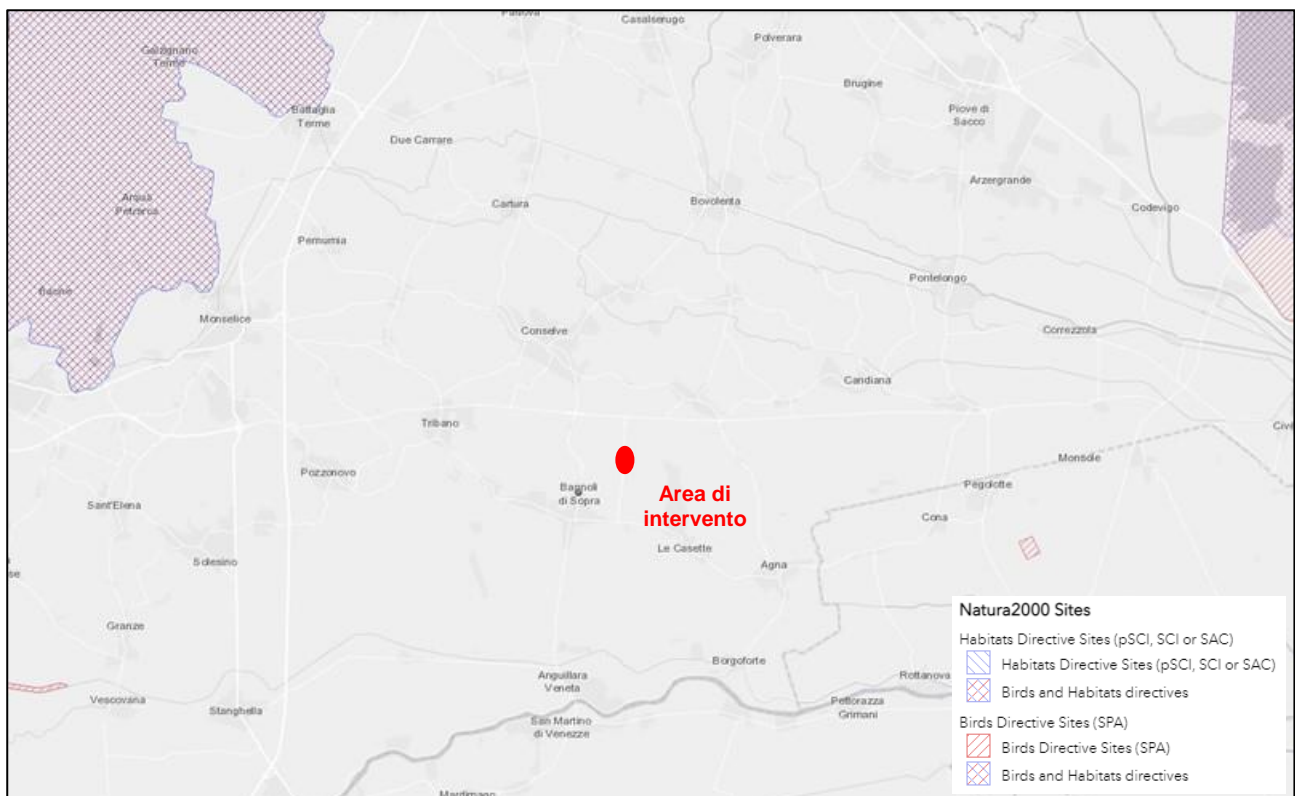 Padova
Casalserugo
Polverara
Galzignano
Terme
Brugine
Battaglia
Terme
Piove di
Sacco
Due Carrare
Arzergrande
Arquà
Petrarca
Cartura
Bovolenta
Codevigo
Pernumia
Pontelongo
Baone
Monselice
Conselve
Correzzola
Candiana
Tribano
Pozzonovo
Monsole
Bagnoli
di Sopra
Area di
intervento
Pegolotte
Sant'Elena
Cona
Le Casette
Solesino
Agna
Granze
Borgoforte
Anguillara
Veneta
Rottanova
Vescovana
Stanghella
Pettorazza
Grimani
San Martino
di Venezze
Mardimago
Natura2000 Sites
Habitats Directive Sites (pSCI, SCI or SAC)
Habitats Directive Sites (pSCI, SCI or SAC)
Birds and Habitats directives
Birds Directive Sites (SPA)
Birds Directive Sites (SPA)
Birds and Habitats directives